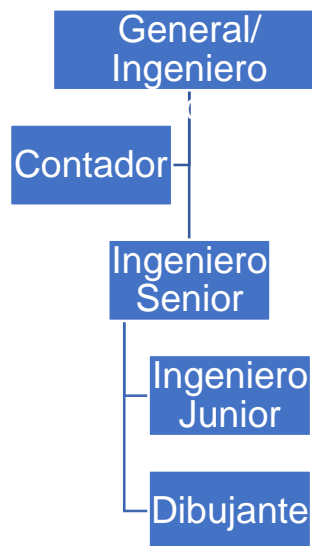 General/
Ingeniero
Contador
Ingeniero
Senior
Ingeniero
Junior
Dibujante